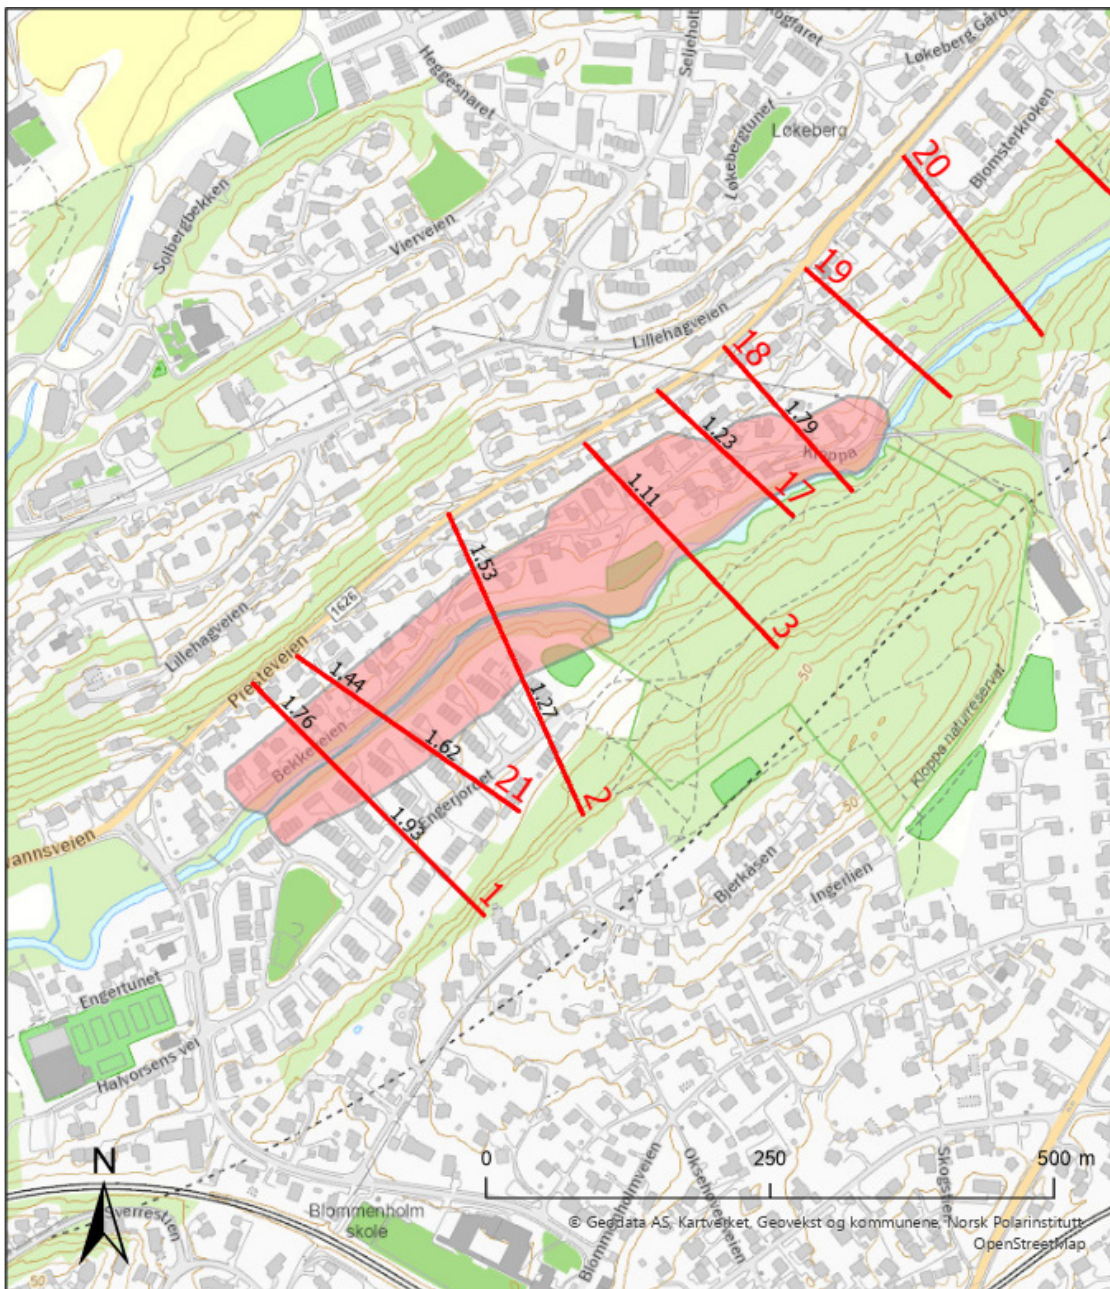 Heggesnaret
Seljeholt
Løkeberg Gård
Løkebergtunet
Løkeberg
Blomsterkroken
20
Solbergbekken
Vierveien
19
Lillehagveien
18
1.79
1.23
Kloppa
1.11
17
1.53
1626
Lillehagveien
3
50
Presteveien
1.44
1.76
1.27
Bekkeveien
1.62
Kloppa naturreservat
21
2
Engerjordet
1.93
50
Bjerkåsen
Ingerlien
1
Engertunet
Halvorsens vei
N
0 250 500 m
Blommenholmveien
Oksenøyveien
Sverrestien
Blommenholm
skole
© Geodata AS, Kartverket, Geovekst og kommunene, Norsk Polarinstitutt
OpenStreetMap
50